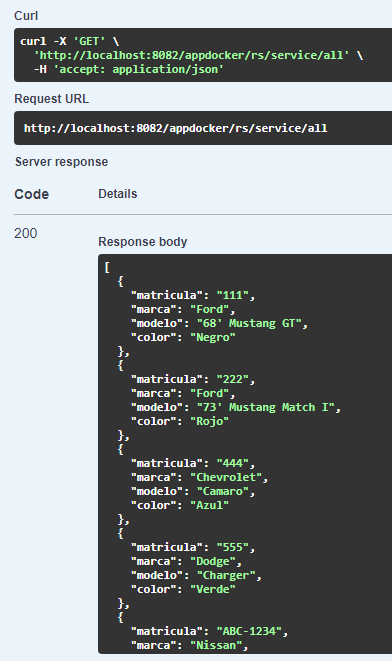 Curl
curl -X 'GET' \
  'http://localhost:8082/appdocker/rs/service/all' \
  -H 'accept: application/json'
Request URL
http://localhost:8082/appdocker/rs/service/all
Server response
Code Details
200
Response body
[
  {
    "matricula": "111",
    "marca": "Ford",
    "modelo": "68' Mustang GT",
    "color": "Negro"
  },
  {
    "matricula": "222",
    "marca": "Ford",
    "modelo": "73' Mustang Match I",
    "color": "Rojo"
  },
  {
    "matricula": "444",
    "marca": "Chevrolet",
    "modelo": "Camaro",
    "color": "Azul"
  },
  {
    "matricula": "555",
    "marca": "Dodge",
    "modelo": "Charger",
    "color": "Verde"
  },
  {
    "matricula": "ABC-1234",
    "marca": "Nissan",